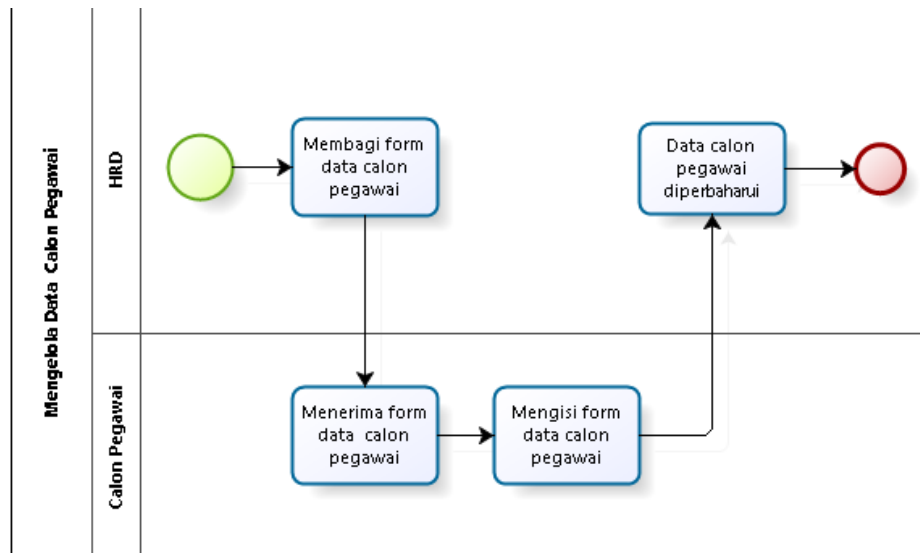 Mengelola Data Calon Pegawai
HRD
Membagi form
data calon
pegawai
Data calon
pegawai
diperbaharui
Calon Pegawai
Menerima form
data calon
pegawai
Mengisi form
data calon
pegawai